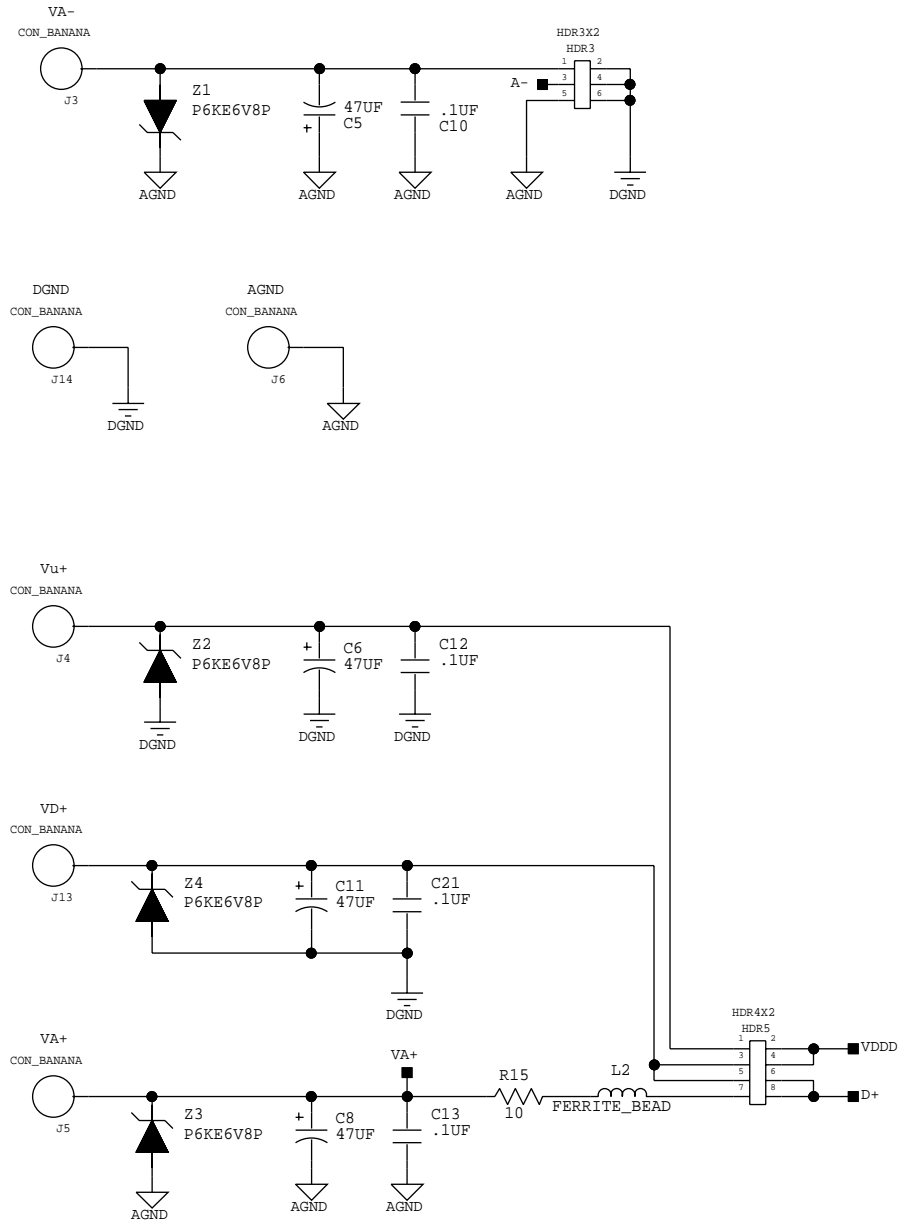 VA-
CON_BANANA
J3
Z1
P6KE6V8P
AGND
47UF
C5
+
AGND
.1UF
C10
AGND
HDR3X2
HDR3
1 2
A- 3 4
5 6
AGND
DGND
DGND
CON_BANANA
J14
DGND
AGND
CON_BANANA
J6
AGND
Vu+
CON_BANANA
J4
Z2
P6KE6V8P
DGND
+
C6
47UF
DGND
C12
.1UF
DGND
VD+
CON_BANANA
J13
Z4
P6KE6V8P
+
C11
47UF
C21
.1UF
DGND
VA+
CON_BANANA
J5
Z3
P6KE6V8P
AGND
+
C8
47UF
AGND
VA+
C13
.1UF
AGND
R15
10
L2
FERRITE_BEAD
HDR4X2
HDR5
1 2
3 4
5 6
7 8
VDDD
D+